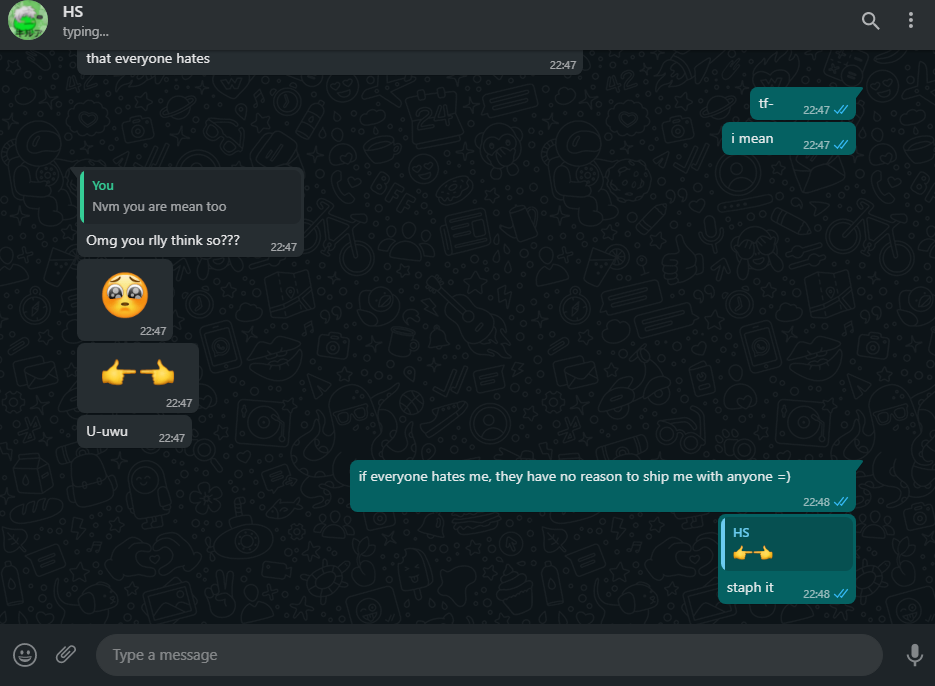 HS
typing...
that everyone hates
22:47
tf-
22:47
i mean
22:47
You
Nvm you are mean too
Omg you rlly think so???
22:47
🥺
22:47
👉👈
22:47
U-uwu
22:47
if everyone hates me, they have no reason to ship me with anyone =)
22:48
HS
👉👈
staph it
22:48
Type a message